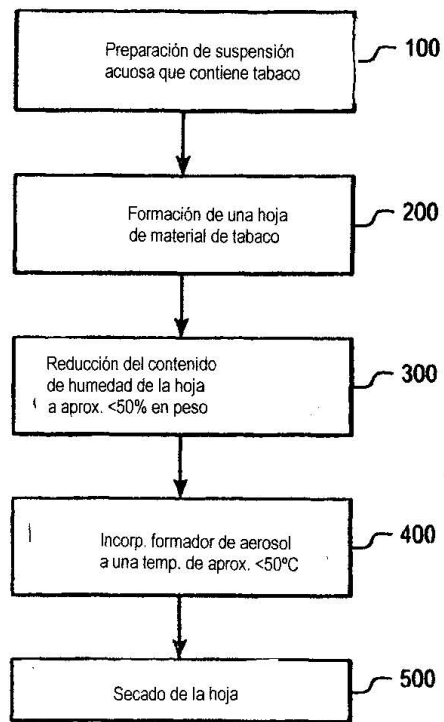 Preparación de suspensión
acuosa que contiene tabaco
100
Formación de una hoja
de material de tabaco
200
Reducción del contenido
de humedad de la hoja
a aprox. <50% en peso
300
Incorp. formador de aerosol
a una temp. de aprox. <50ºC
400
Secado de la hoja
500